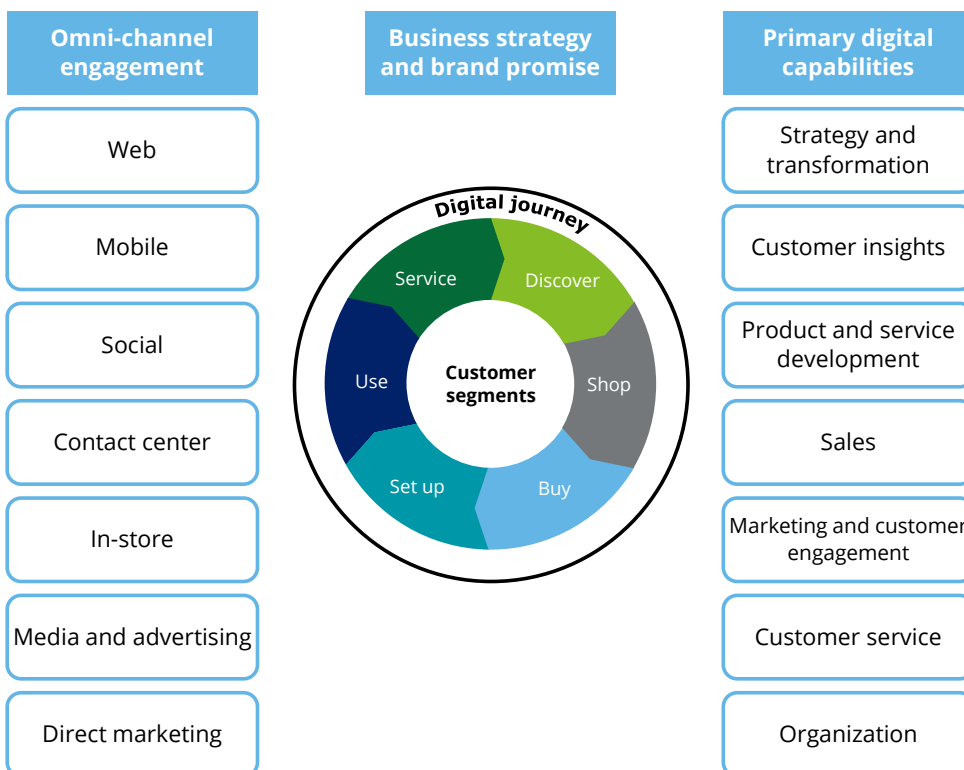 Omni-channel
engagement
Web
Mobile
Social
Contact center
In-store
Media and advertising
Direct marketing
Business strategy
and brand promise
Digital journey
Discover
Shop
Buy
Set up
Use
Service
Customer
segments
Primary digital
capabilities
Strategy and
transformation
Customer insights
Product and service
development
Sales
Marketing and customer
engagement
Customer service
Organization